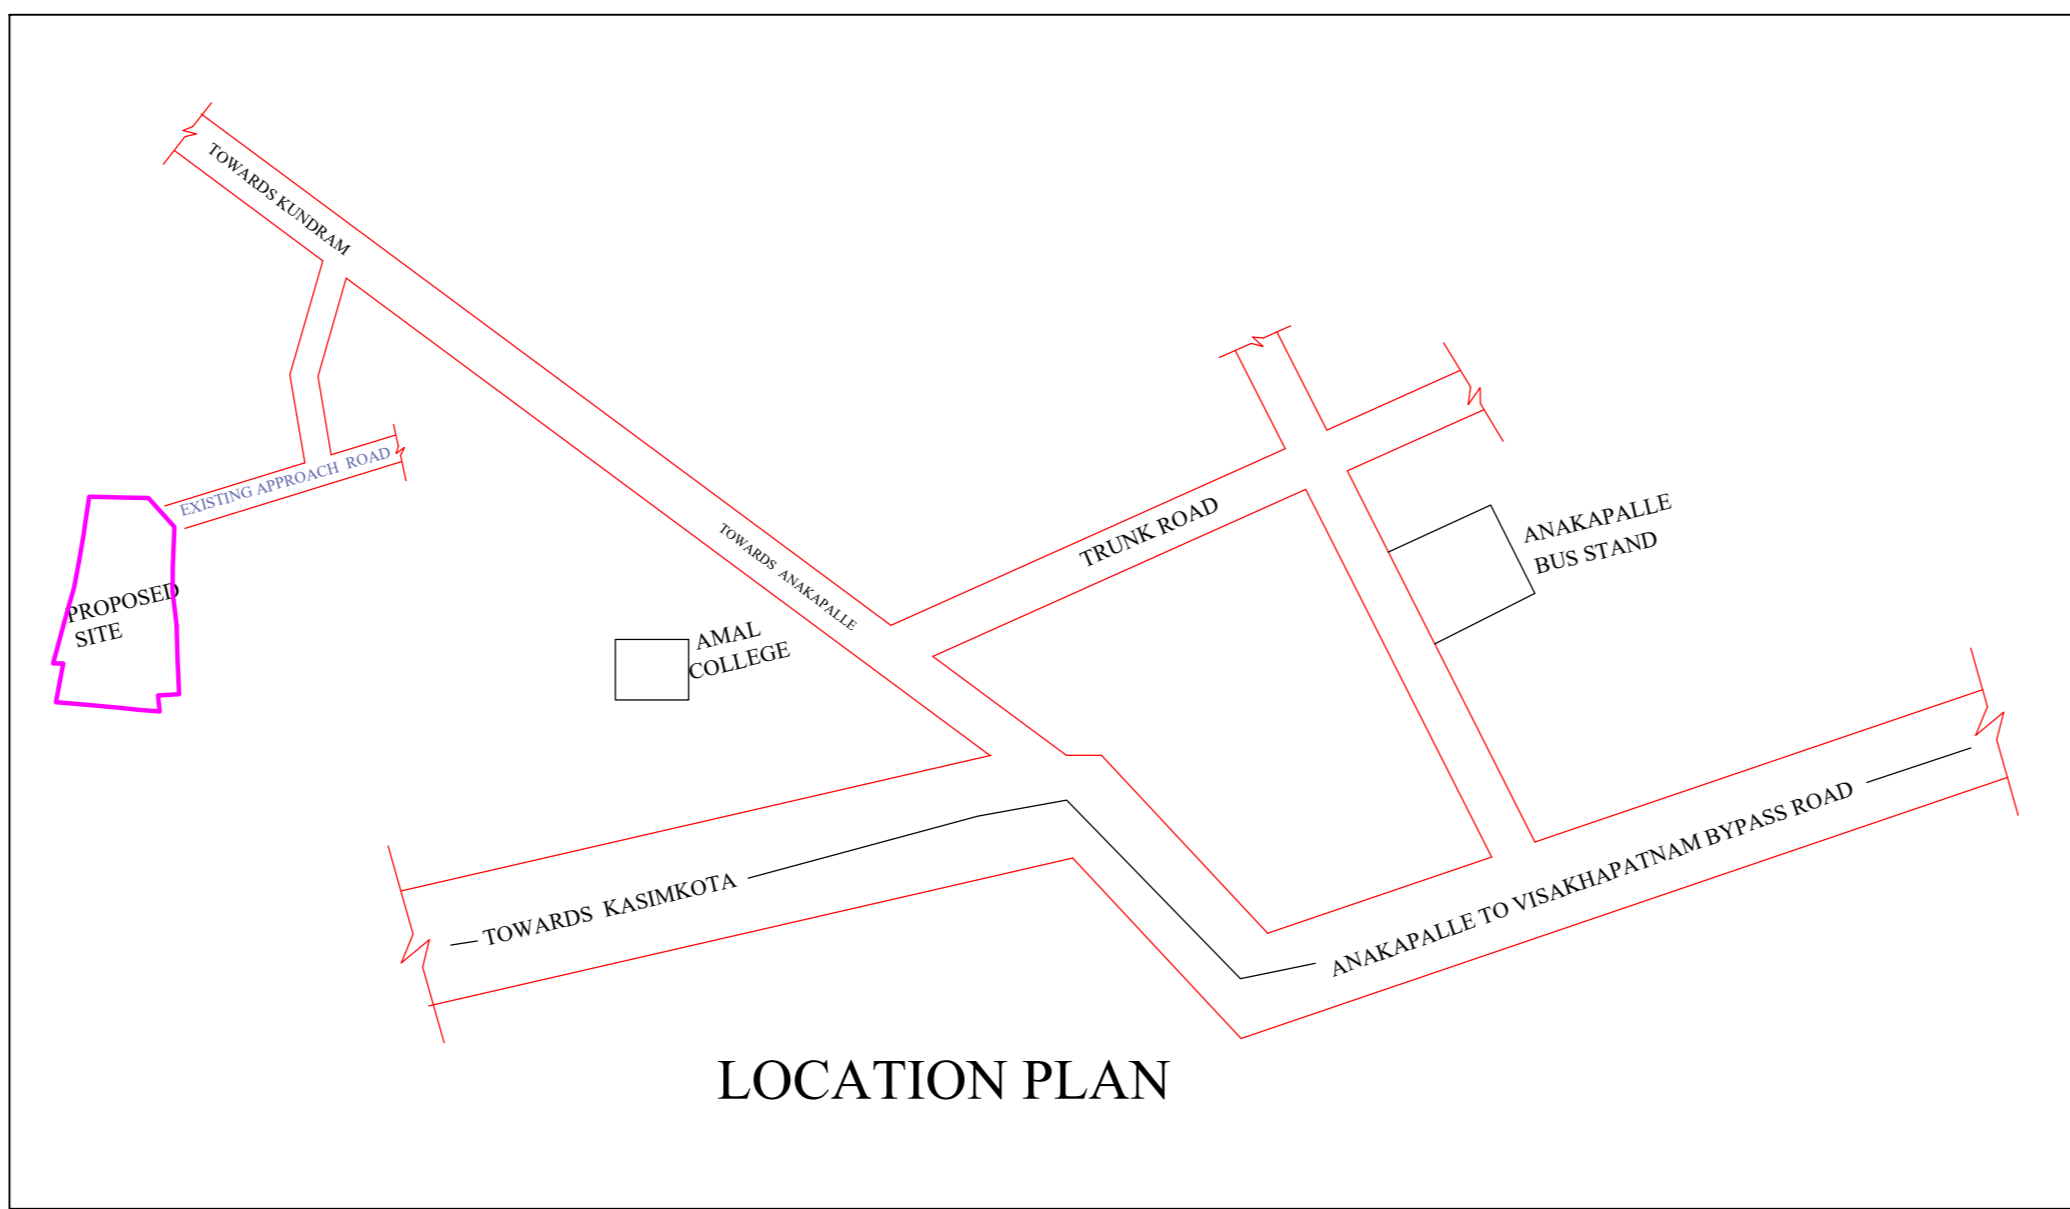 TOWARDS KUNDRAM
EXISTING APPROACH ROAD
PROPOSED
SITE
TOWARDS ANAKAPALLE
AMAL
COLLEGE
TRUNK ROAD
ANAKAPALLE
BUS STAND
TOWARDS KASIMKOTA
ANAKAPALLE TO VISAKHAPATNAM BYPASS ROAD
LOCATION PLAN